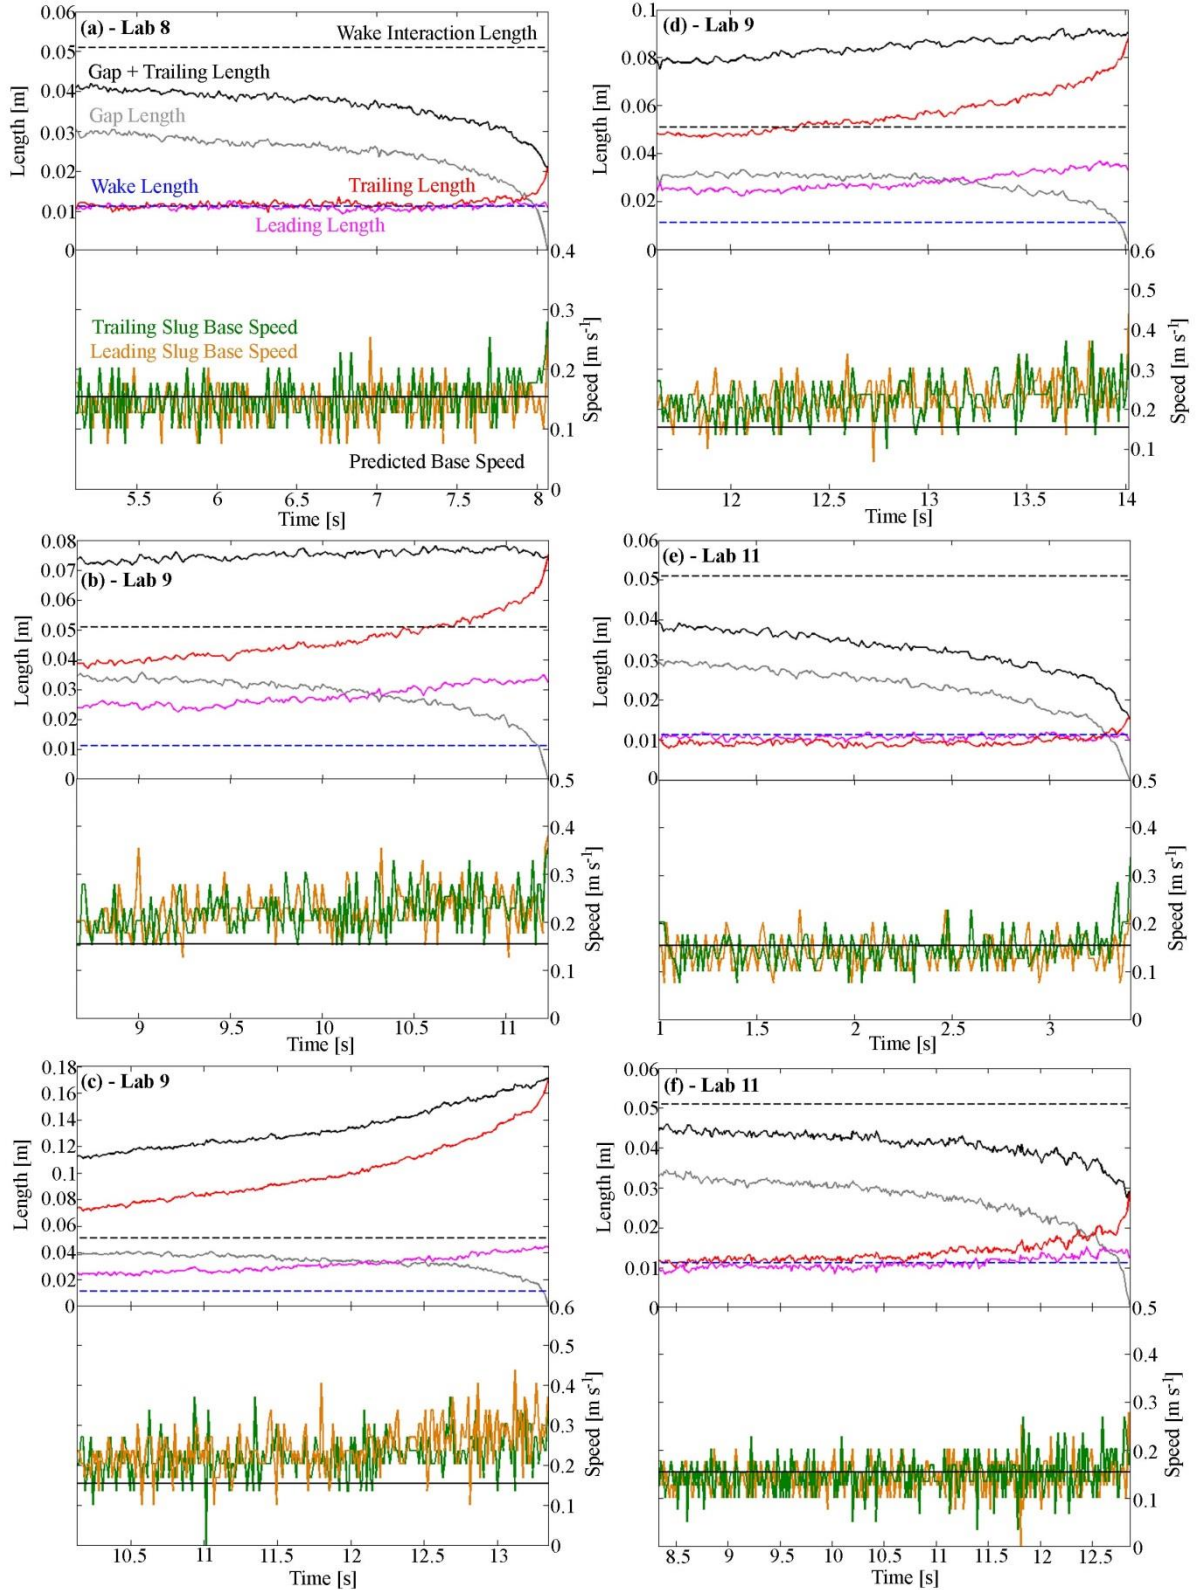 (a) - Lab 8
Wake Interaction Length
Gap + Trailing Length
Gap Length
Wake Length
Trailing Length
Leading Length
Length [m]
0.06
0.05
0.04
0.03
0.02
0.01
0
Trailing Slug Base Speed
Leading Slug Base Speed
Predicted Base Speed
0.4
0.3
0.2
0.1
0
Speed [m s-1]
5.5 6 6.5 7 7.5 8
Time [s]
(d) - Lab 9
Length [m]
0.1
0.08
0.06
0.04
0.02
0
0.6
0.5
0.4
0.3
0.2
0.1
Speed [m s-1]
12 12.5 13 13.5 14
Time [s]
(b) - Lab 9
Length [m]
0.08
0.07
0.06
0.05
0.04
0.03
0.02
0.01
0
0.5
0.4
0.3
0.2
0.1
0
Speed [m s-1]
9 9.5 10 10.5 11
Time [s]
(e) - Lab 11
Length [m]
0.06
0.05
0.04
0.03
0.02
0.01
0
0.5
0.4
0.3
0.2
0.1
0
Speed [m s-1]
1 1.5 2 2.5 3
Time [s]
(c) - Lab 9
Length [m]
0.18
0.16
0.14
0.12
0.1
0.08
0.06
0.04
0.02
0
0.6
0.5
0.4
0.3
0.2
0.1
0
Speed [m s-1]
10.5 11 11.5 12 12.5 13
Time [s]
(f) - Lab 11
Length [m]
0.06
0.05
0.04
0.03
0.02
0.01
0
0.5
0.4
0.3
0.2
0.1
0
Speed [m s-1]
8.5 9 9.5 10 10.5 11 11.5 12 12.5
Time [s]